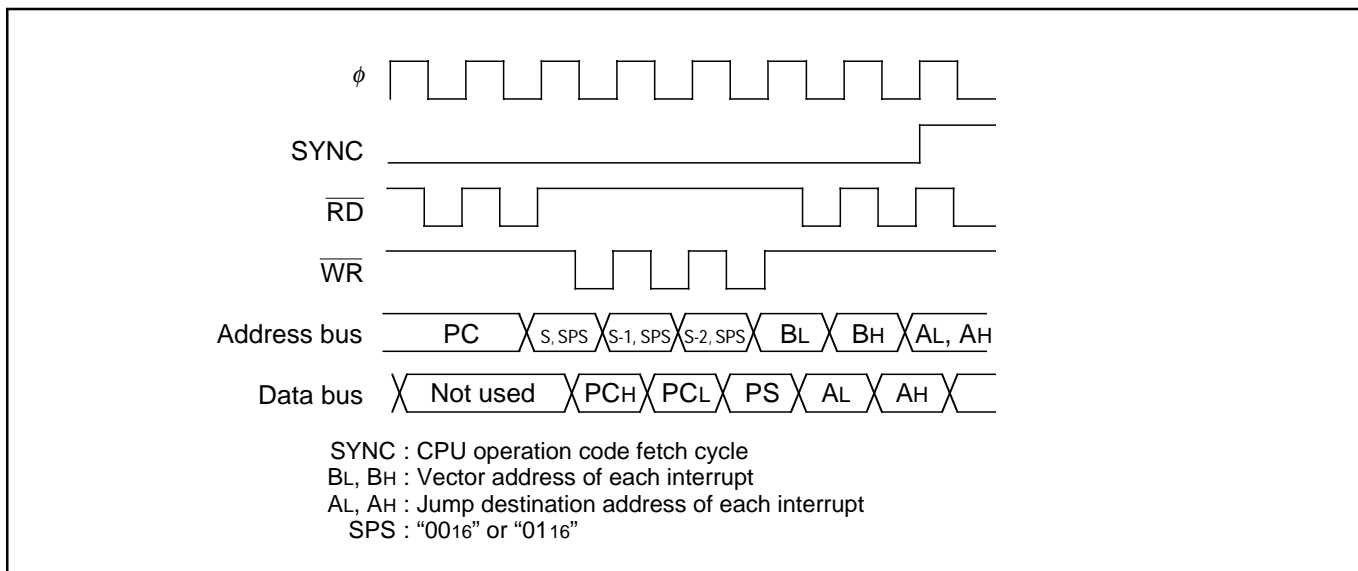 ϕ
SYNC
RD
WR
Address bus PC S, SPS S-1, SPS S-2, SPS BL BH AL, AH
Data bus Not used PCH PCL PS AL AH
SYNC : CPU operation code fetch cycle
BL, BH : Vector address of each interrupt
AL, AH : Jump destination address of each interrupt
SPS : “0016” or “0116”